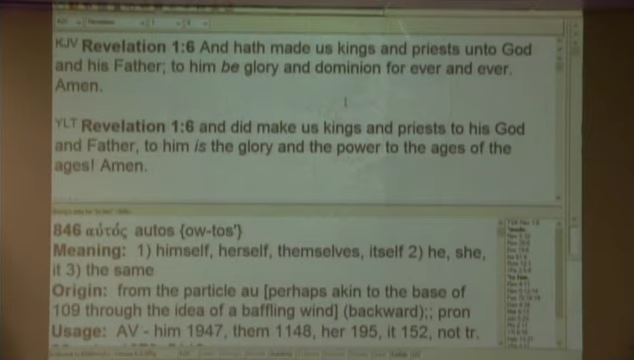 KJV Revelation 1:6 And hath made us kings and priests unto God
and his Father; to him be glory and dominion for ever and ever.
Amen.
YLT Revelation 1:6 and did make us kings and priests to his God
and Father, to him is the glory and the power to the ages of the
ages! Amen.
846 αὐτός autos {ow-tos'}
Meaning: 1) himself, herself, themselves, itself 2) he, she,
it 3) the same
Origin: from the particle au [perhaps akin to the base of
109 through the idea of a baffling wind] (backward);; pron
Usage: AV - him 1947, them 1148, her 195, it 152, not tr.